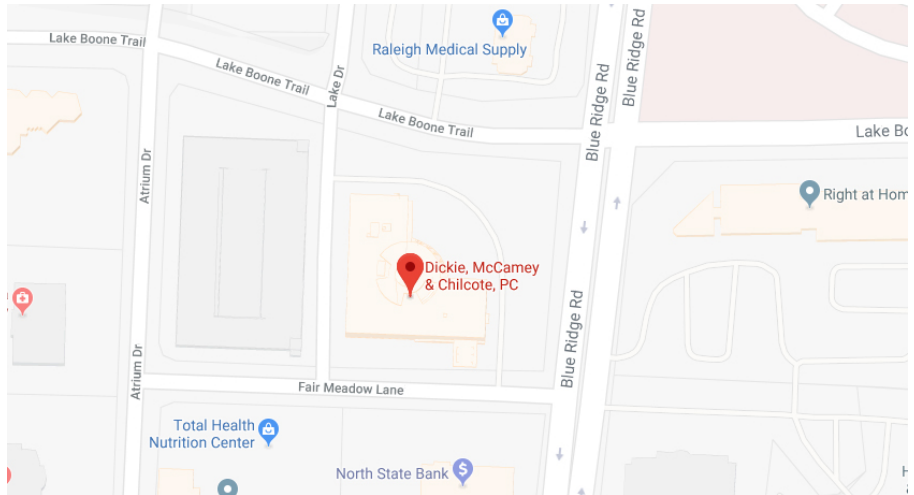 Lake Boone Trail
Raleigh Medical Supply
Blue Ridge Rd
Lake Boone Trail
Lake Dr
Lake Boone Trail
Blue Ridge Rd
Lake Bo
Atrium Dr
Right at Hom
Dickie, McCamey
& Chilcote, PC
Blue Ridge Rd
Atrium Dr
Fair Meadow Lane
Total Health
Nutrition Center
North State Bank